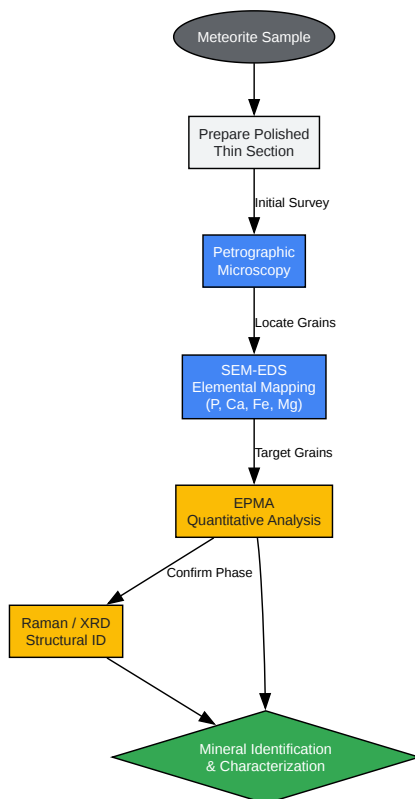 Meteorite Sample
Prepare Polished
Thin Section
Initial Survey
Petrographic
Microscopy
Locate Grains
SEM-EDS
Elemental Mapping
(P, Ca, Fe, Mg)
Target Grains
EPMA
Quantitative Analysis
Confirm Phase
Raman / XRD
Structural ID
Mineral Identification
& Characterization